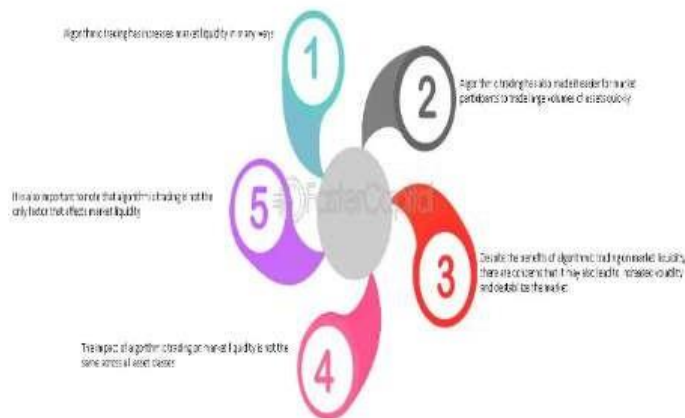 Algorithmic trading has increases market liquidity in many ways
1
2
Algorithmic trading has also made it easier for market
participants to trade large volumes of assets quickly
It is also important to note that algorithmic trading is not the
only factor that affects market liquidity
5
FasterCapital
3
Despite the benefits of algorithmic trading on market liquidity,
there are concerns that it may also lead to increased volatility
and destabilize the market
The impact of algorithmic trading on market liquidity is not the
same across all asset classes
4